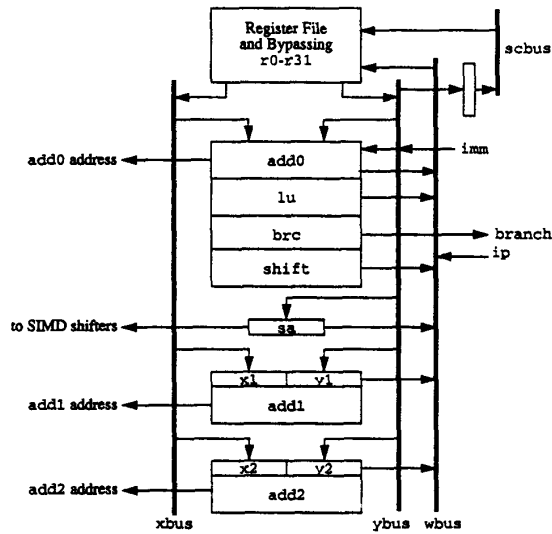 Register File
and Bypassing
r0-r31
scbus
add0 address
add0
imm
lu
brc
branch
ip
shift
to SIMD shifters
sa
x1
y1
add1 address
add1
x2
y2
add2 address
add2
xbus
ybus
wbus